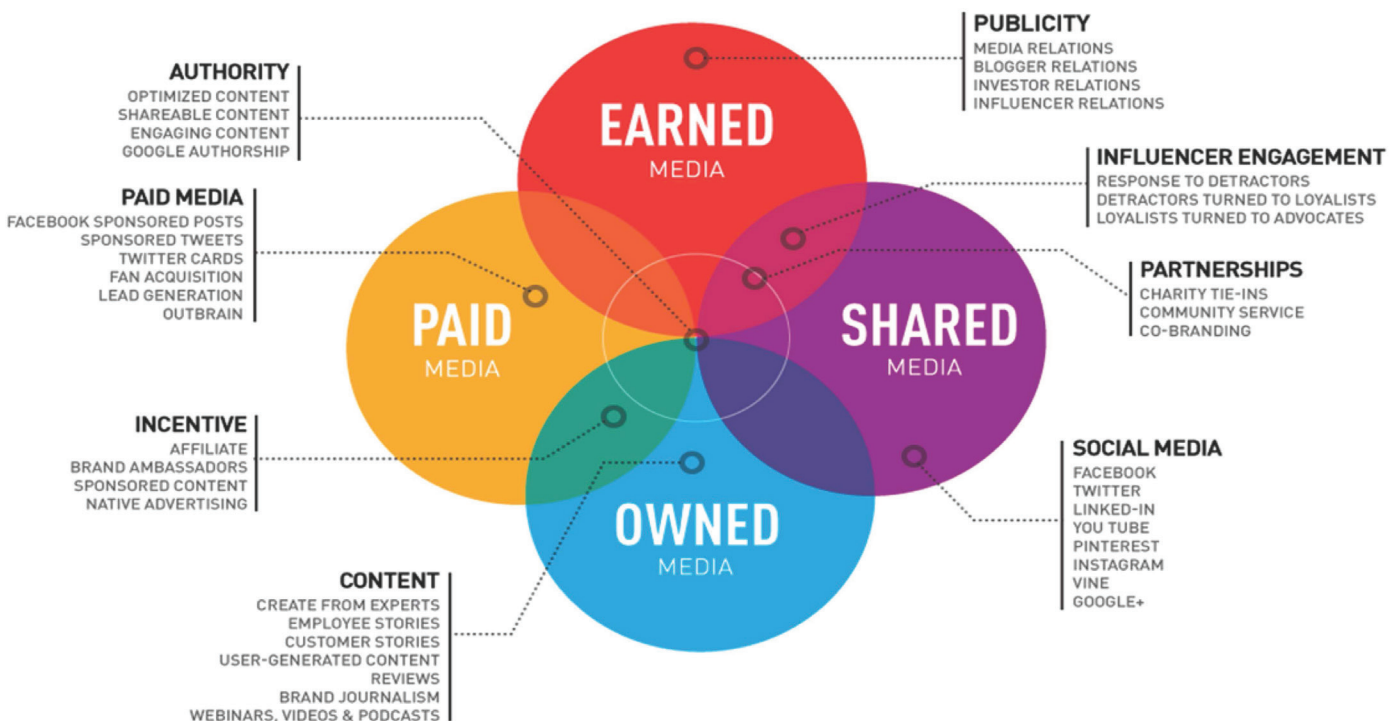 PUBLICITY
MEDIA RELATIONS
BLOGGER RELATIONS
INVESTOR RELATIONS
INFLUENCER RELATIONS
AUTHORITY
OPTIMIZED CONTENT
SHAREABLE CONTENT
ENGAGING CONTENT
GOOGLE AUTHORSHIP
EARNED
MEDIA
INFLUENCER ENGAGEMENT
RESPONSE TO DETRACTORS
DETRACTORS TURNED TO LOYALISTS
LOYALISTS TURNED TO ADVOCATES
PAID MEDIA
FACEBOOK SPONSORED POSTS
SPONSORED TWEETS
TWITTER CARDS
FAN ACQUISITION
LEAD GENERATION
OUTBRAIN
PARTNERSHIPS
CHARITY TIE-INS
COMMUNITY SERVICE
CO-BRANDING
PAID
MEDIA
SHARED
MEDIA
INCENTIVE
AFFILIATE
BRAND AMBASSADORS
SPONSORED CONTENT
NATIVE ADVERTISING
SOCIAL MEDIA
FACEBOOK
TWITTER
LINKED-IN
YOU TUBE
PINTEREST
INSTAGRAM
VINE
GOOGLE+
OWNED
MEDIA
CONTENT
CREATE FROM EXPERTS
EMPLOYEE STORIES
CUSTOMER STORIES
USER-GENERATED CONTENT
REVIEWS
BRAND JOURNALISM
WEBINARS, VIDEOS & PODCASTS